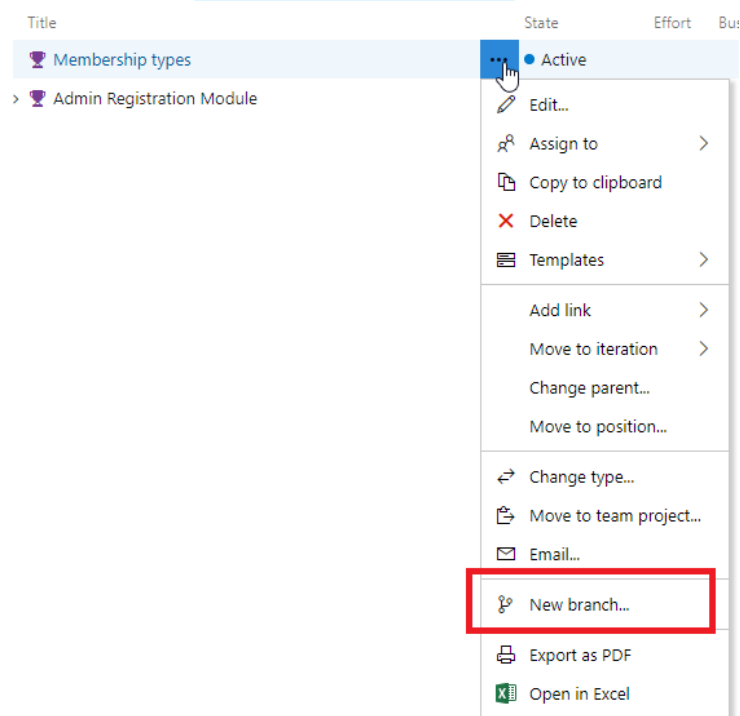 Title State Effort Bus
Membership types ... Active
Admin Registration Module
Edit...
Assign to
Copy to clipboard
Delete
Templates
Add link
Move to iteration
Change parent...
Move to position...
Change type...
Move to team project...
Email...
New branch...
Export as PDF
Open in Excel